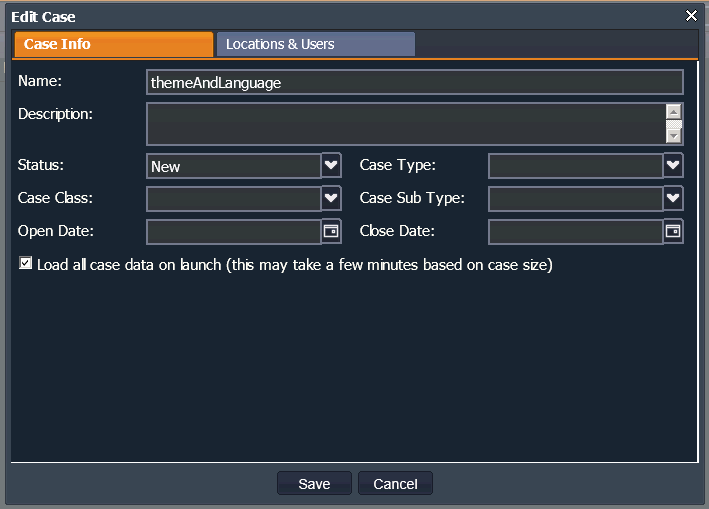 Edit Case
Case Info
Locations & Users
Name: themeAndLanguage
Description:
Status: New Case Type:
Case Class: Case Sub Type:
Open Date: Close Date:
Load all case data on launch (this may take a few minutes based on case size)
Save Cancel